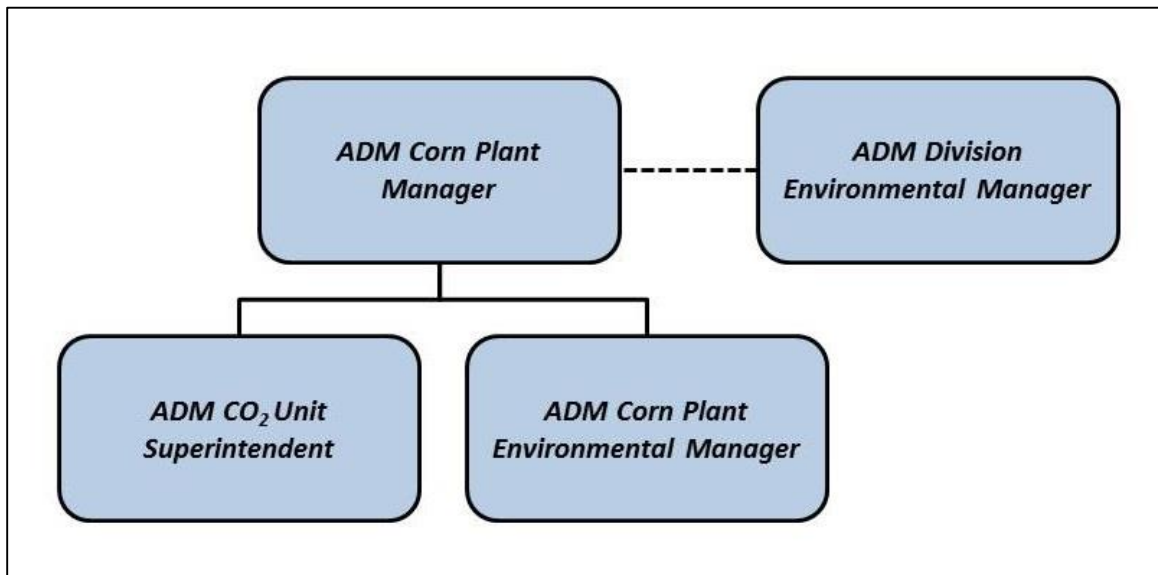 ADM Corn Plant
Manager
ADM Division
Environmental Manager
ADM CO₂ Unit
Superintendent
ADM Corn Plant
Environmental Manager